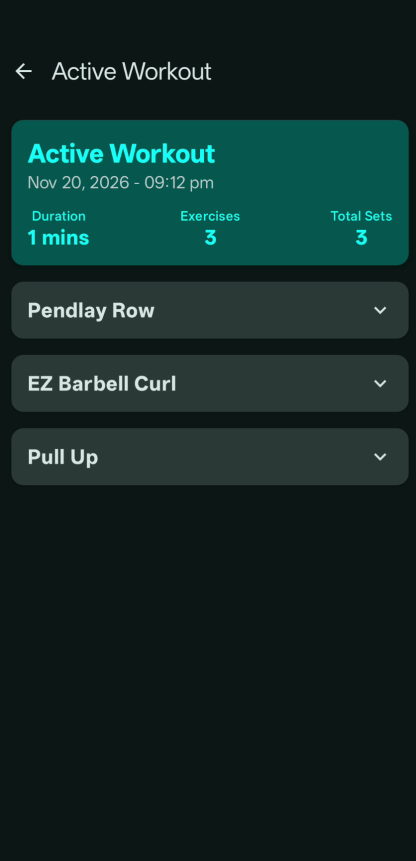 Active Workout
Active Workout
Nov 20, 2026 - 09:12 pm
Duration Exercises Total Sets
1 mins 3 3
Pendlay Row
EZ Barbell Curl
Pull Up